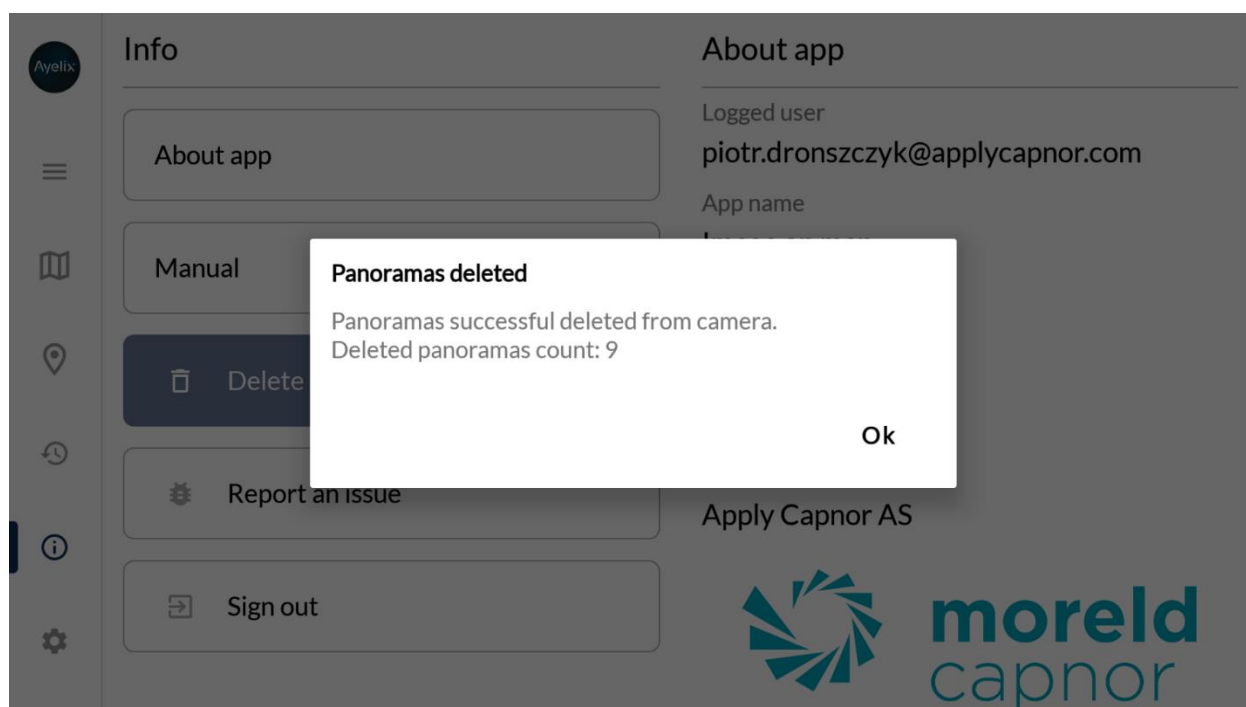 Ayelix
Info
About app
Manual
Delete
Report an issue
Sign out
About app
Logged user
piotr.dronszczyk@applycapnor.com
App name
Panoramas deleted
Panoramas successful deleted from camera.
Deleted panoramas count: 9
Ok
Apply Capnor AS
moreld
capnor